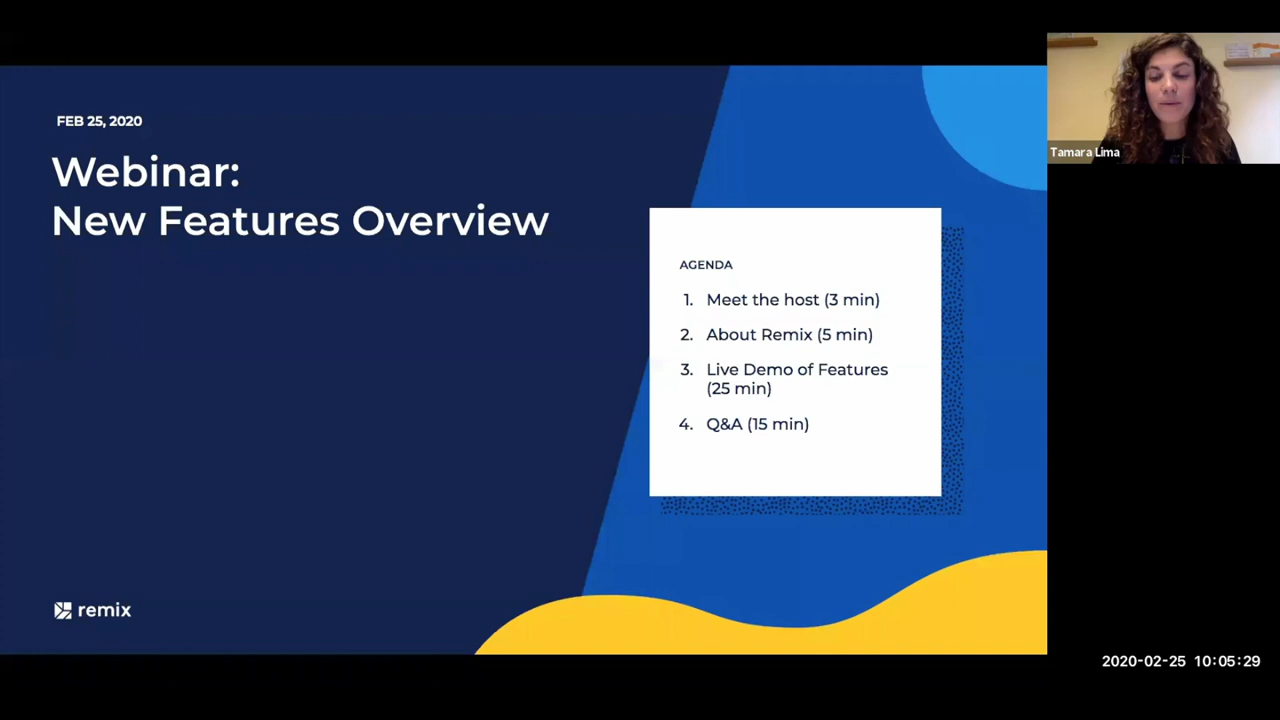 FEB 25, 2020
Webinar:
New Features Overview
AGENDA
1. Meet the host (3 min)
2. About Remix (5 min)
3. Live Demo of Features
(25 min)
4. Q&A (15 min)
remix
Tamara Lima
2020-02-25 10:05:29